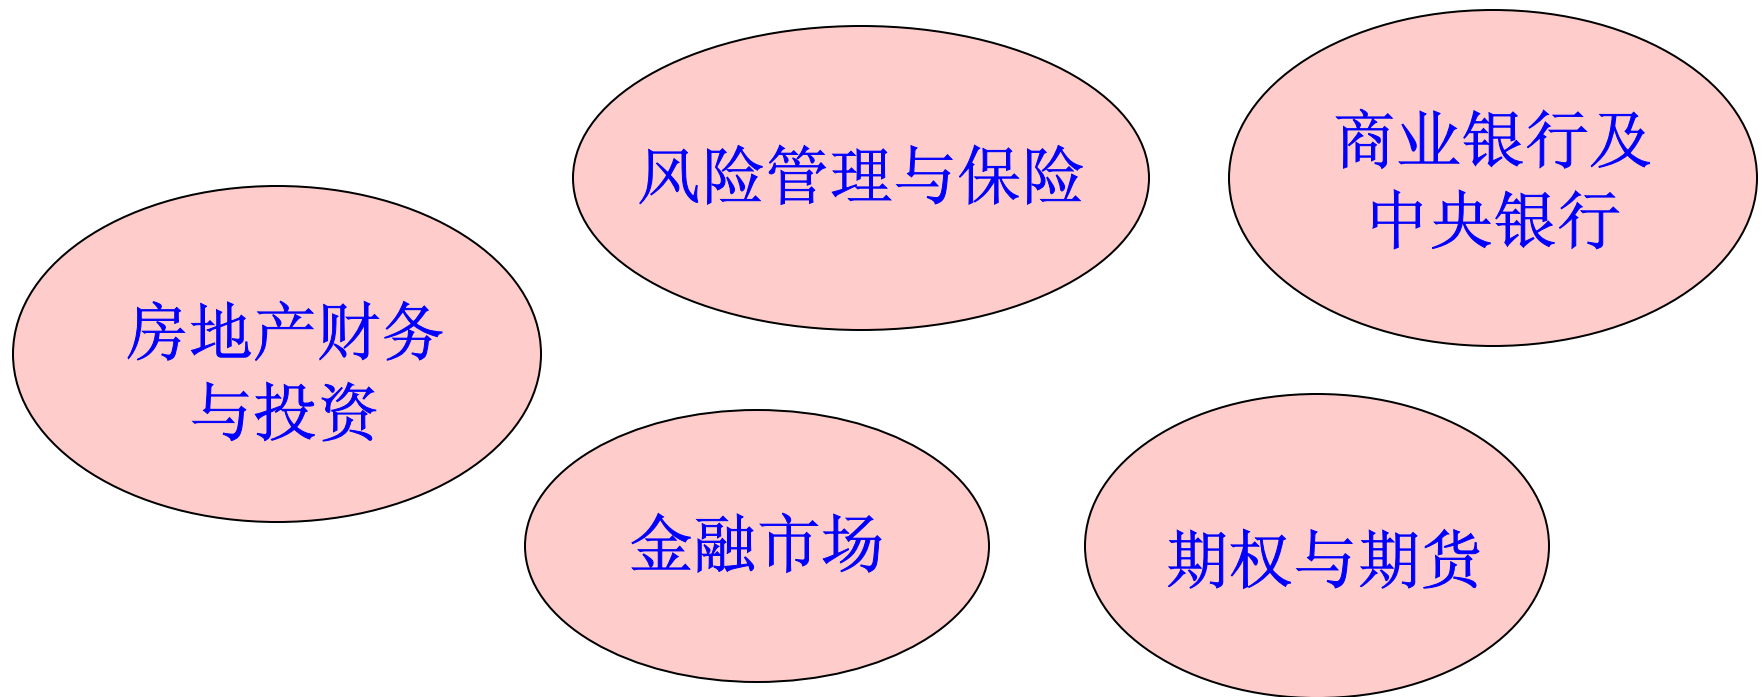 风险管理与保险
商业银行及
中央银行
房地产财务
与投资
金融市场
期权与期货